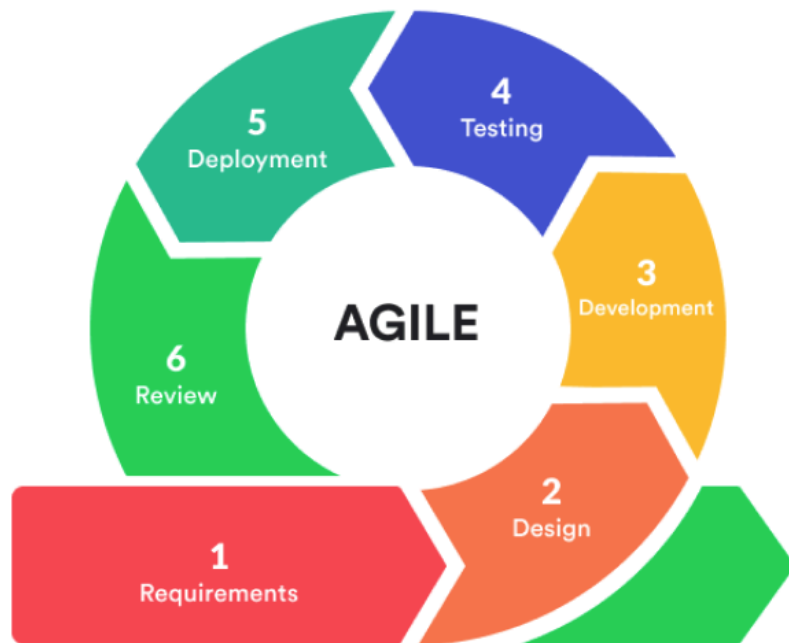 AGILE
1
Requirements
2
Design
3
Development
4
Testing
5
Deployment
6
Review